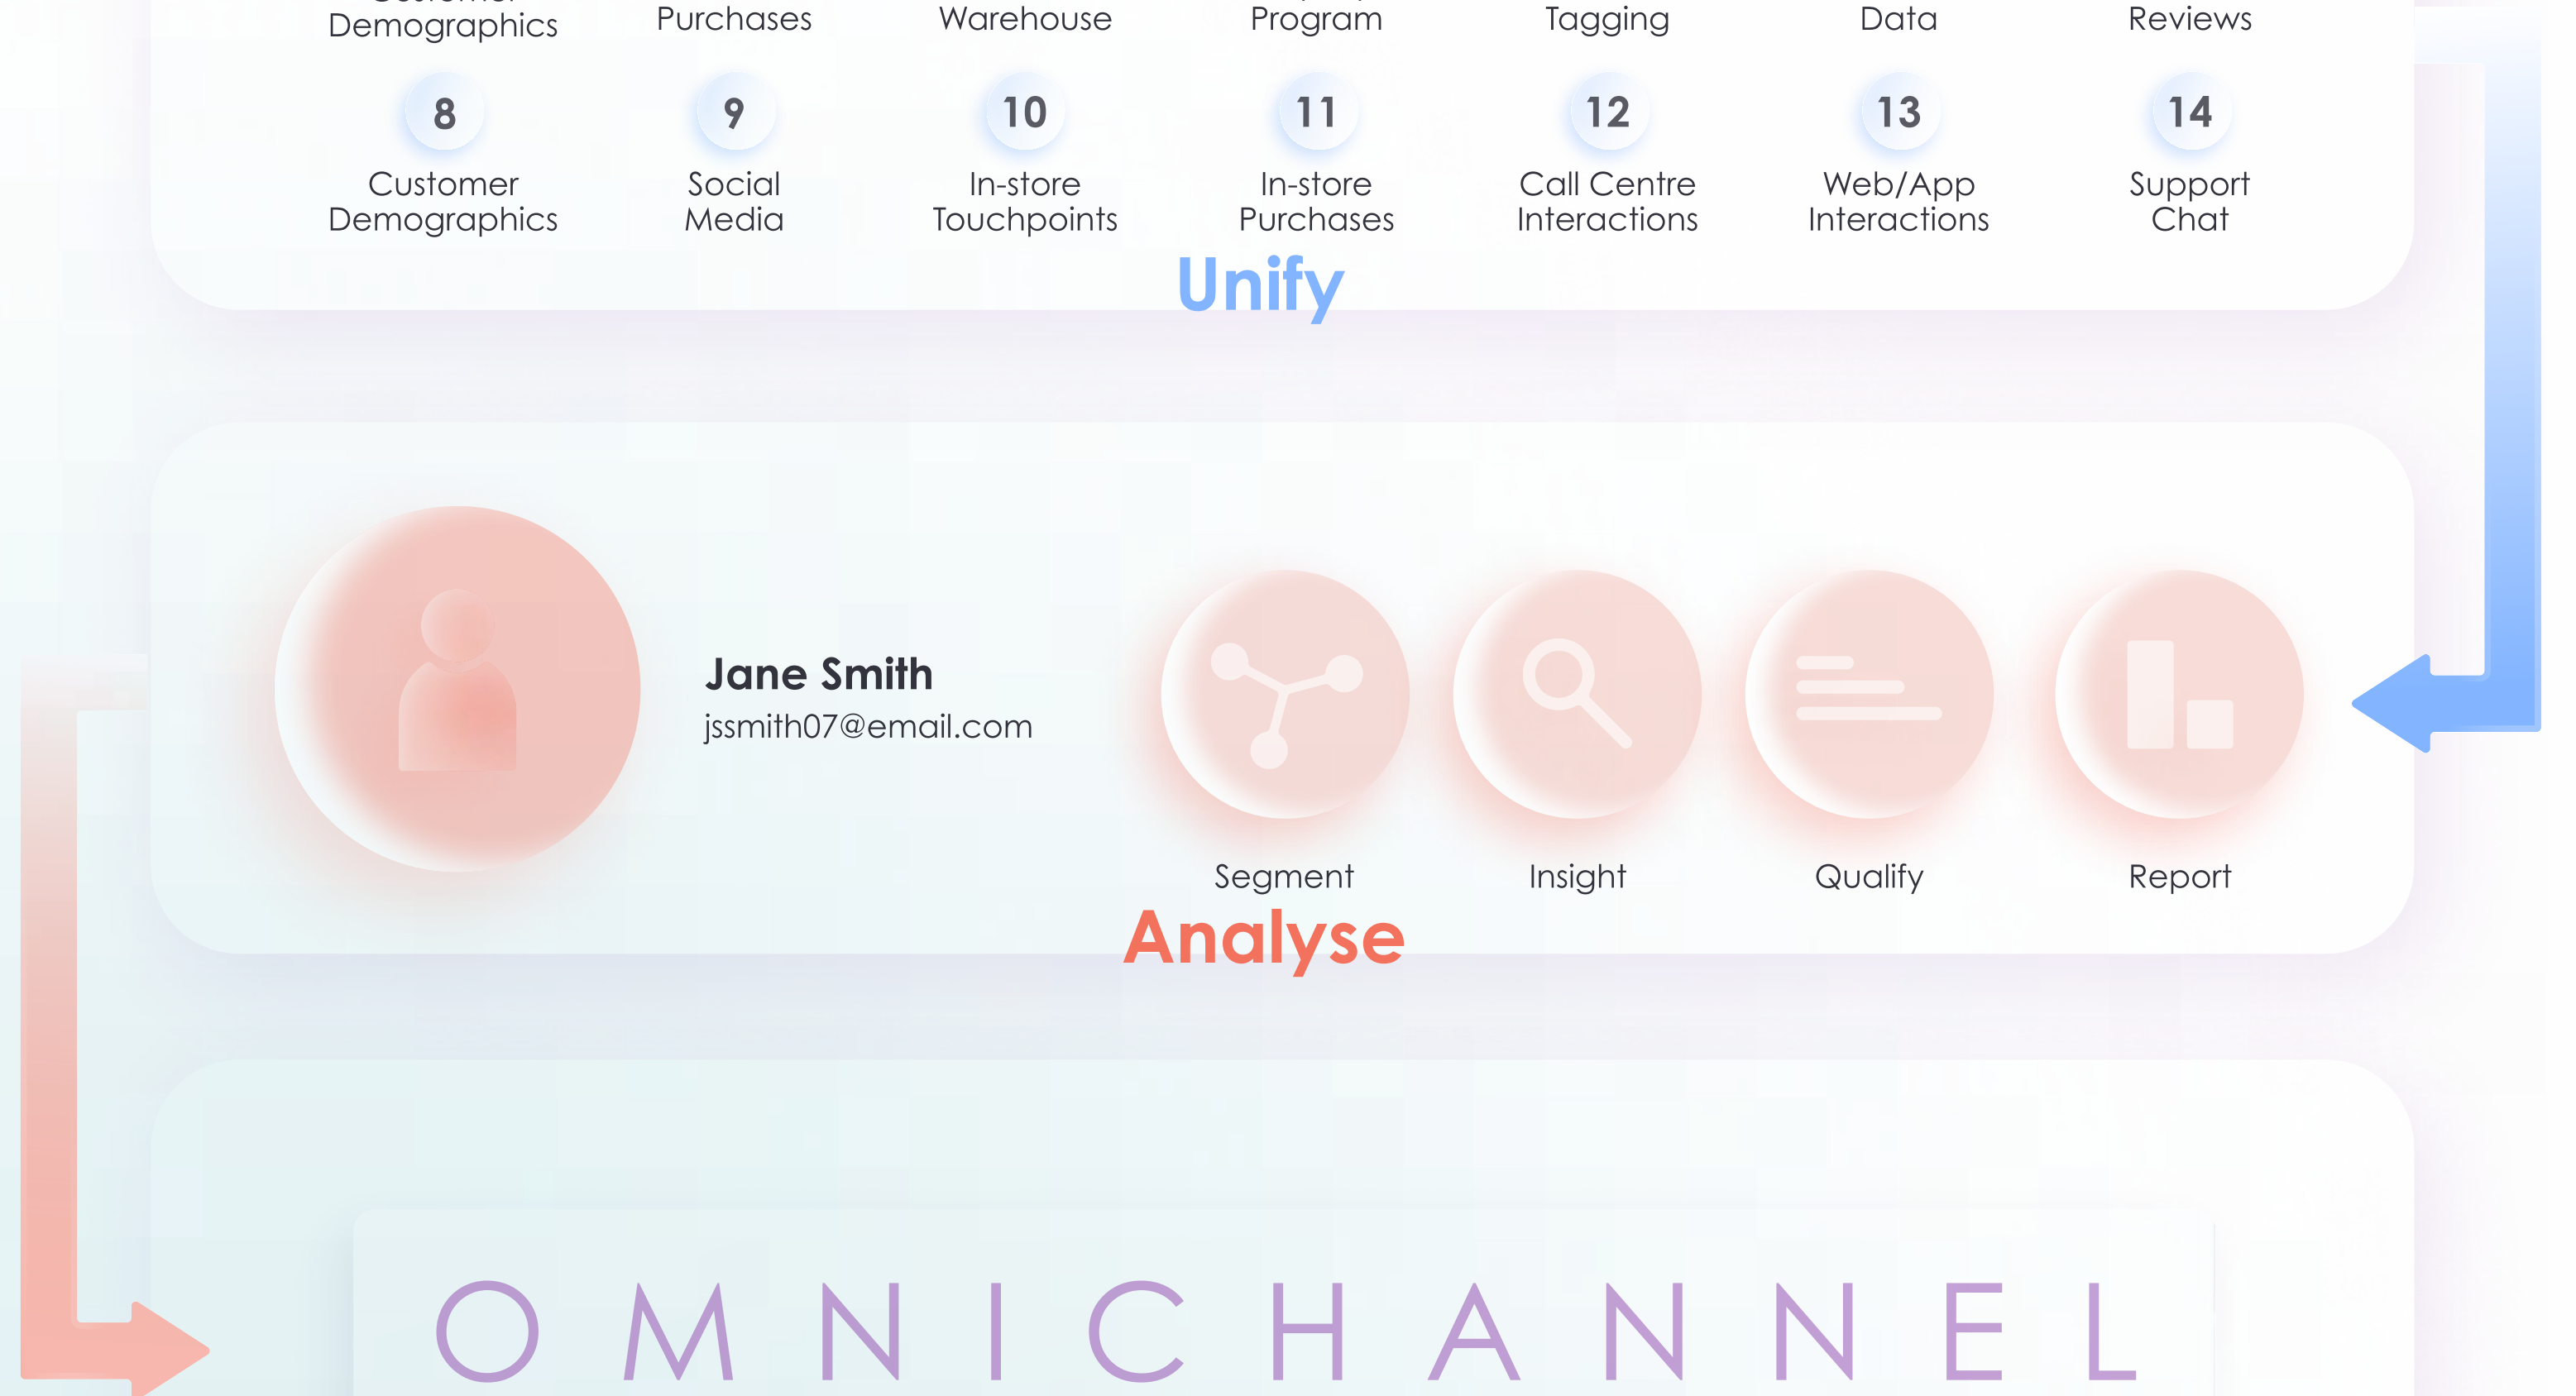 Demographics
Purchases
Warehouse
Program
Tagging
Data
Reviews
8
9
10
11
12
13
14
Customer
Demographics
Social
Media
In-store
Touchpoints
In-store
Purchases
Call Centre
Interactions
Web/App
Interactions
Support
Chat
Unify
Jane Smith
jssmith07@email.com
Segment
Insight
Qualify
Report
Analyse
OMNICHANNEL